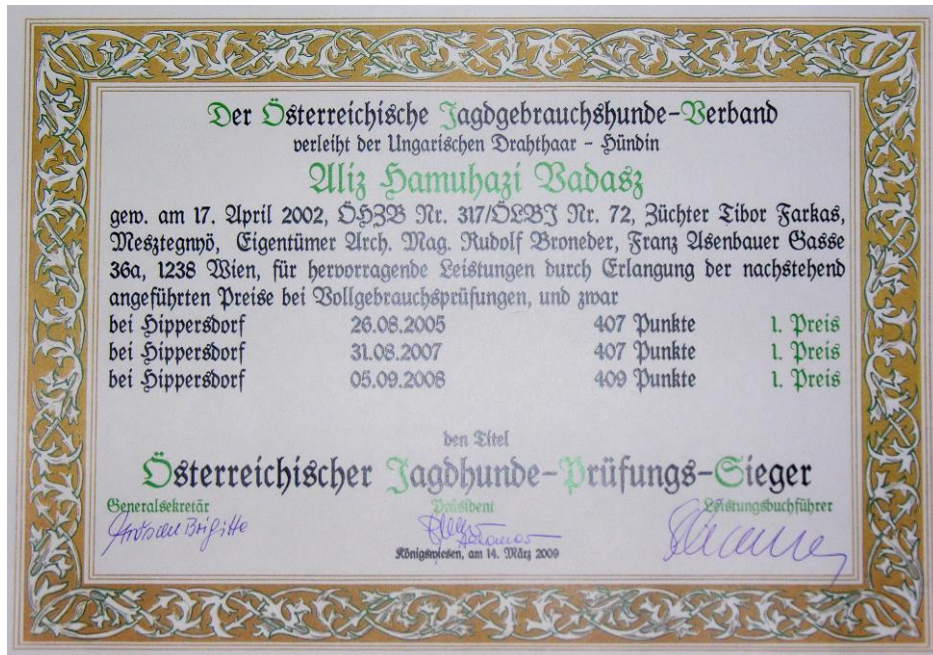 Der Österreichische Jagdgebrauchshunde-Verband
verleiht der Ungarischen Drahthaar - Hündin
Aliz Hamuhazi Vadasz
gew. am 17. April 2002, ÖHZB Nr. 317/ÖLBJ Nr. 72, Züchter Tibor Farkas,
Mesztegnyö, Eigentümer Arch. Mag. Rudolf Broneder, Franz Asenbauer Gasse
36a, 1238 Wien, für hervorragende Leistungen durch Erlangung der nachstehend
angeführten Preise bei Vollgebrauchsprüfungen, und zwar
bei Hippersdorf 26.08.2005 407 Punkte 1. Preis
bei Hippersdorf 31.08.2007 407 Punkte 1. Preis
bei Hippersdorf 05.09.2008 409 Punkte 1. Preis
den Titel
Österreichischer Jagdhunde-Prüfungs-Sieger
Generalsekretär Präsident Leistungsbuchführer
Brigitte
Königswiesen, am 14. März 2009